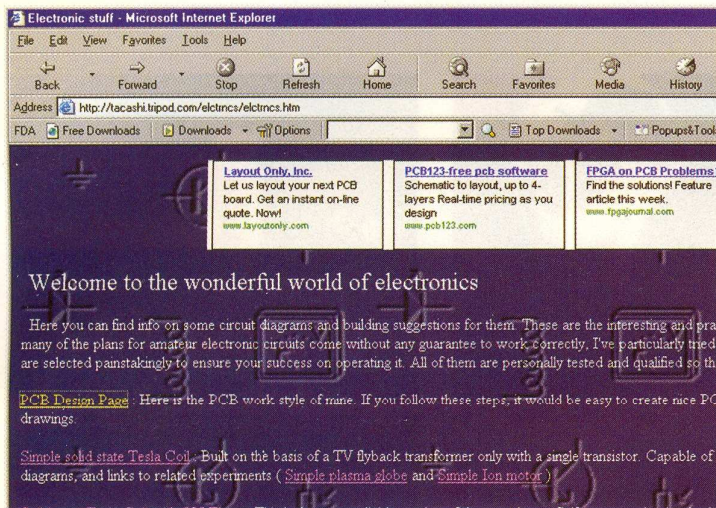 Electronic stuff - Microsoft Internet Explorer
File Edit View Favorites Tools Help
Back Forward Stop Refresh Home Search Favorites Media History
Address http://tacashi.tripod.com/elctrncs/elctrncs.htm
FDA Free Downloads Downloads Options Top Downloads Popups&Tool
Layout Only, Inc.
Let us layout your next PCB
board. Get an instant on-line
quote. Now!
www.layoutonly.com
PCB123-free pcb software
Schematic to layout, up to 4-
layers Real-time pricing as you
design
www.pcb123.com
FPGA on PCB Problems
Find the solutions! Feature
article this week.
www.fpgajournal.com
Welcome to the wonderful world of electronics
Here you can find info on some circuit diagrams and building suggestions for them. These are the interesting and pra
many of the plans for amateur electronic circuits come without any guarantee to work correctly, I've particularly tried
are selected painstakingly to ensure your success on operating it. All of them are personally tested and qualified so th
PCB Design Page : Here is the PCB work style of mine. If you follow these steps, it would be easy to create nice PC
drawings.
Simple solid state Tesla Coil : Built on the basis of a TV flyback transformer only with a single transistor. Capable of
diagrams, and links to related experiments ( Simple plasma globe and Simple Ion motor )